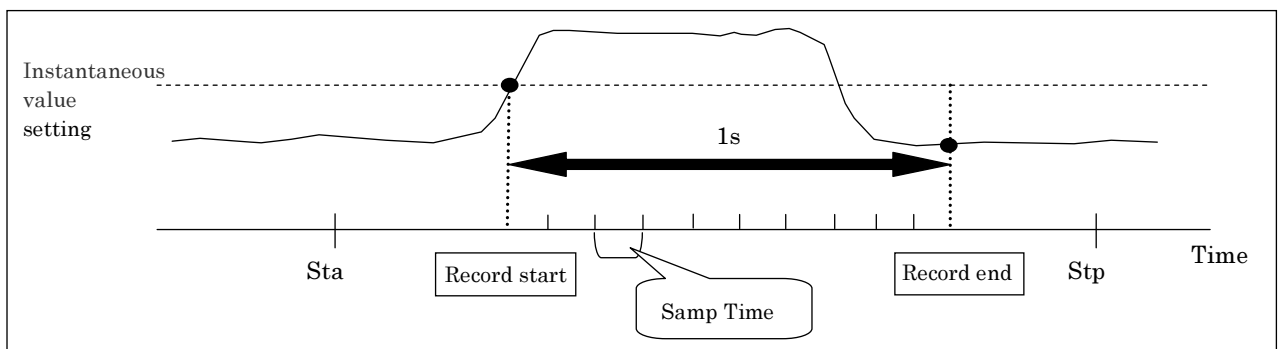 Instantaneous
value
setting
1s
Sta
Record start
Samp Time
Record end
Stp
Time